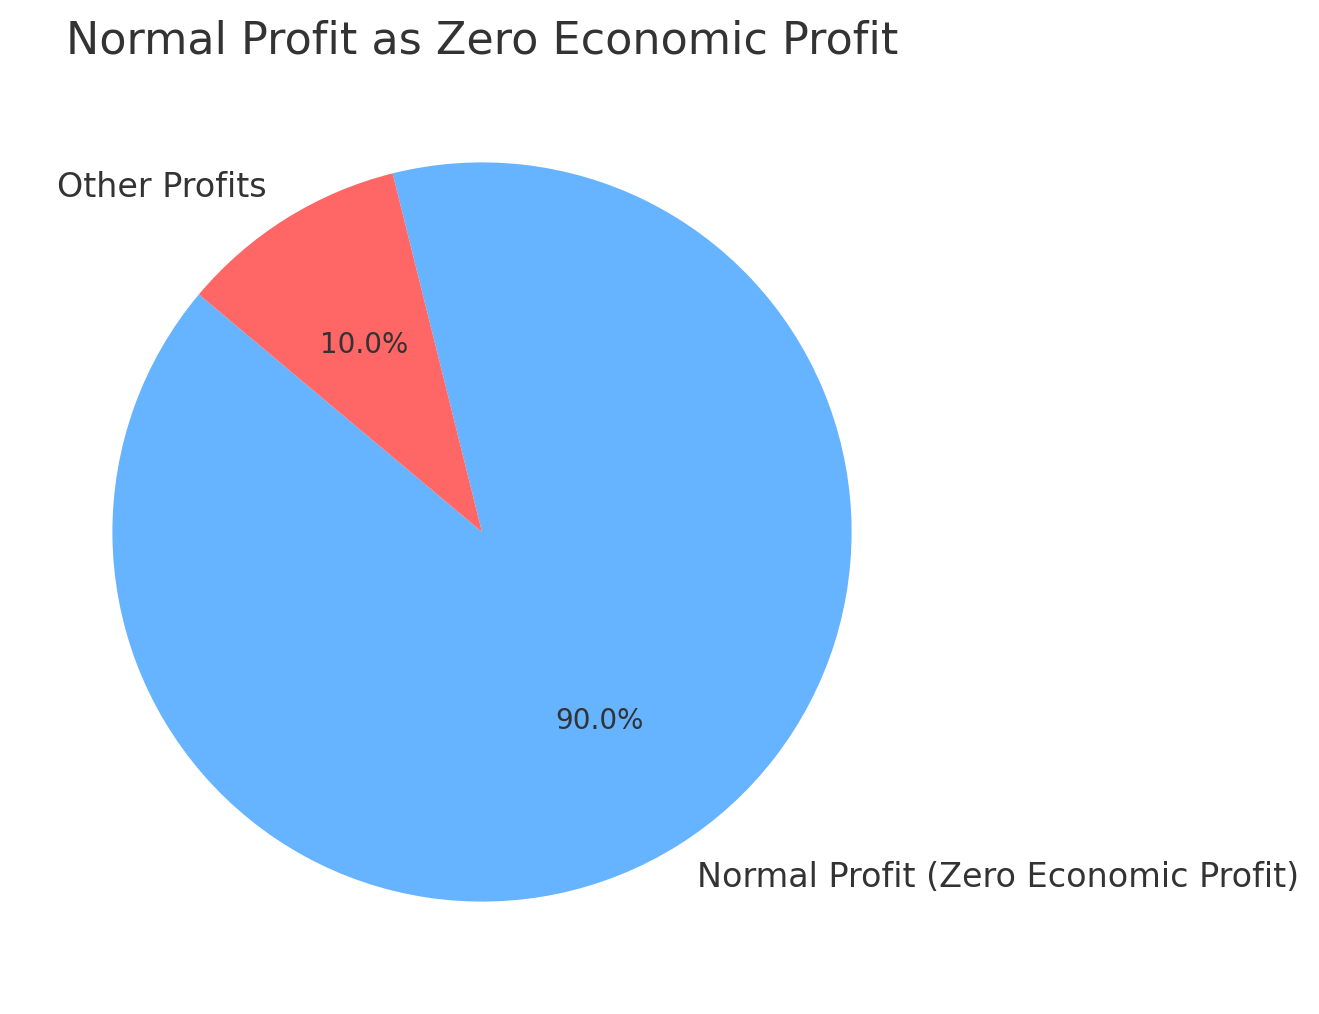 Normal Profit as Zero Economic Profit
Other Profits
10.0%
90.0%
Normal Profit (Zero Economic Profit)